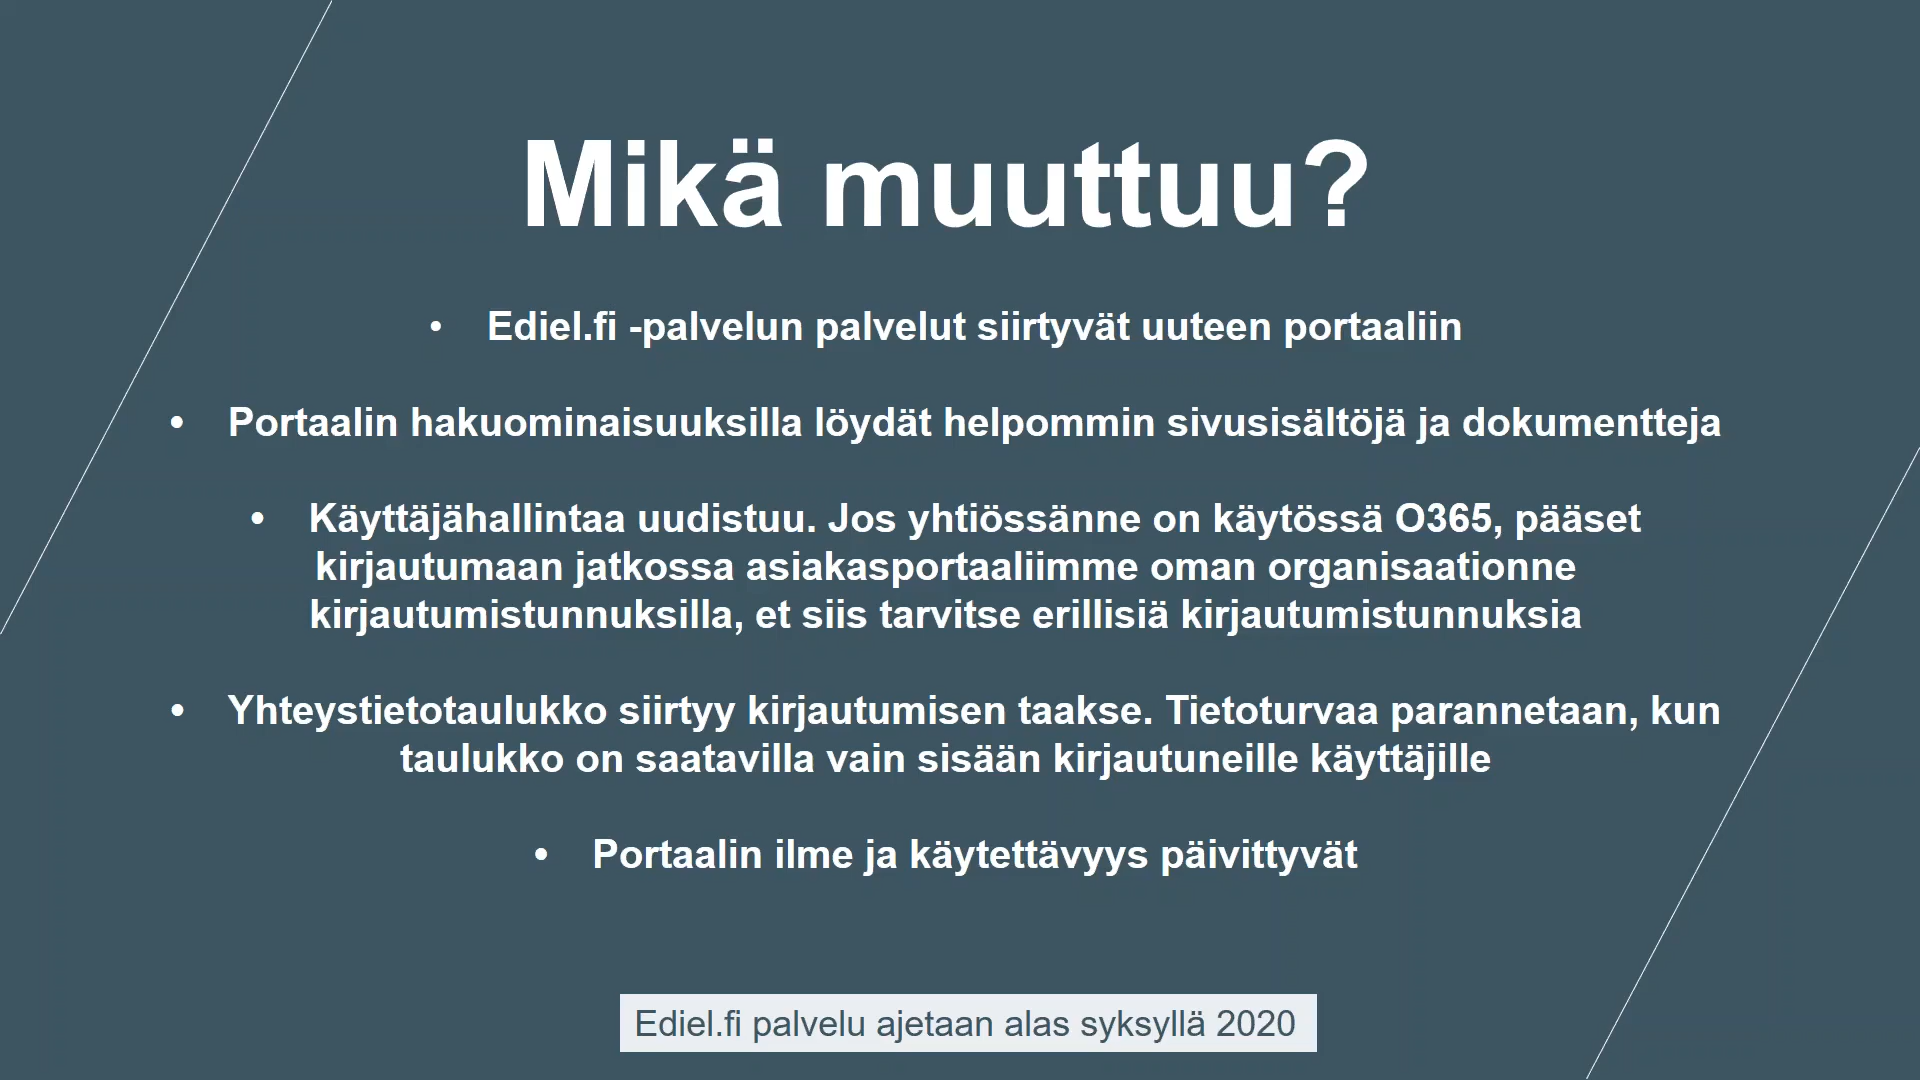 Mikä muuttuu?
• Ediel.fi -palvelun palvelut siirtyvät uuteen portaaliin
• Portaalin hakuominaisuuksilla löydät helpommin sivusisältöjä ja dokumentteja
• Käyttäjähallintaa uudistuu. Jos yhtiössänne on käytössä O365, pääset
kirjautumaan jatkossa asiakasportaaliimme oman organisaationne
kirjautumistunnuksilla, et siis tarvitse erillisiä kirjautumistunnuksia
• Yhteystietotaulukko siirtyy kirjautumisen taakse. Tietoturvaa parannetaan, kun
taulukko on saatavilla vain sisään kirjautuneille käyttäjille
• Portaalin ilme ja käytettävyys päivittyvät
Ediel.fi palvelu ajetaan alas syksyllä 2020